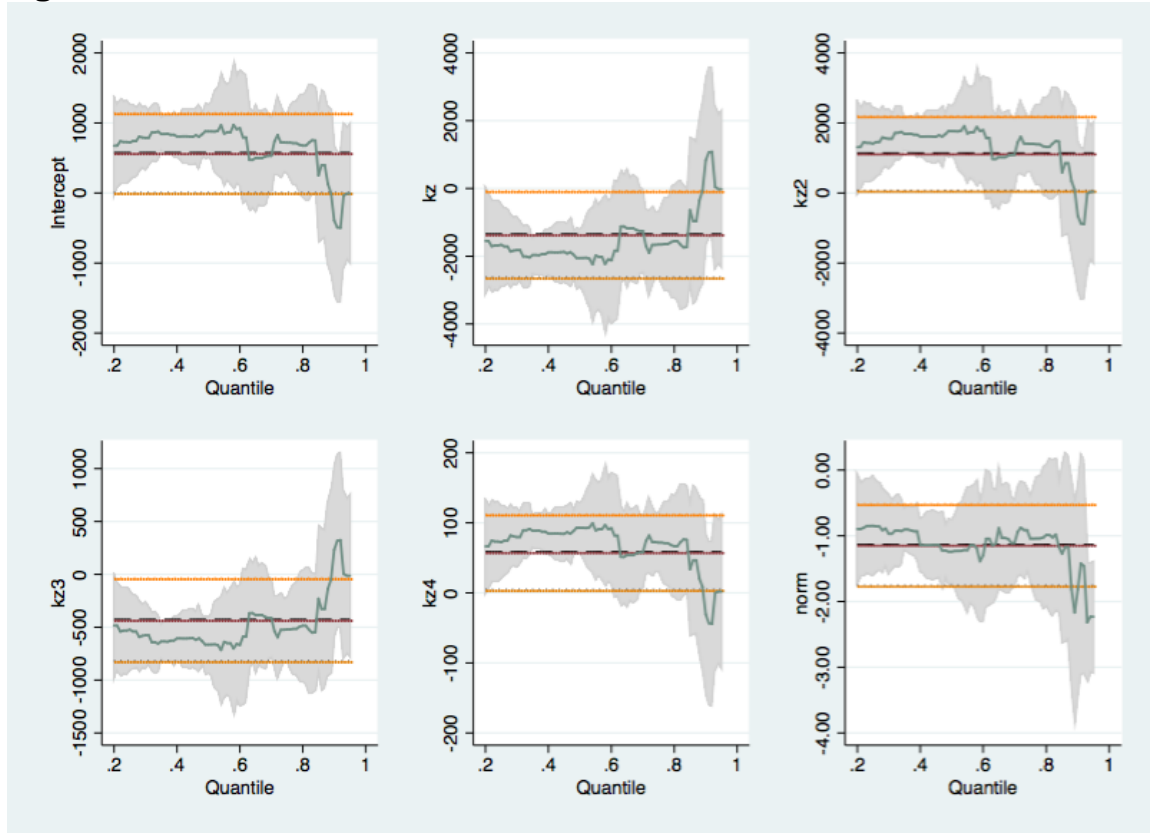 Intercept
2000
1000
0
-1000
-2000
.2 .4 .6 .8 1
Quantile
kz
4000
2000
0
-2000
-4000
.2 .4 .6 .8 1
Quantile
kz2
4000
2000
0
-2000
-4000
.2 .4 .6 .8 1
Quantile
kz3
1000
500
0
-500
-1000
-1500
.2 .4 .6 .8 1
Quantile
kz4
200
100
0
-100
-200
.2 .4 .6 .8 1
Quantile
norm
0.00
-1.00
-2.00
-3.00
-4.00
.2 .4 .6 .8 1
Quantile